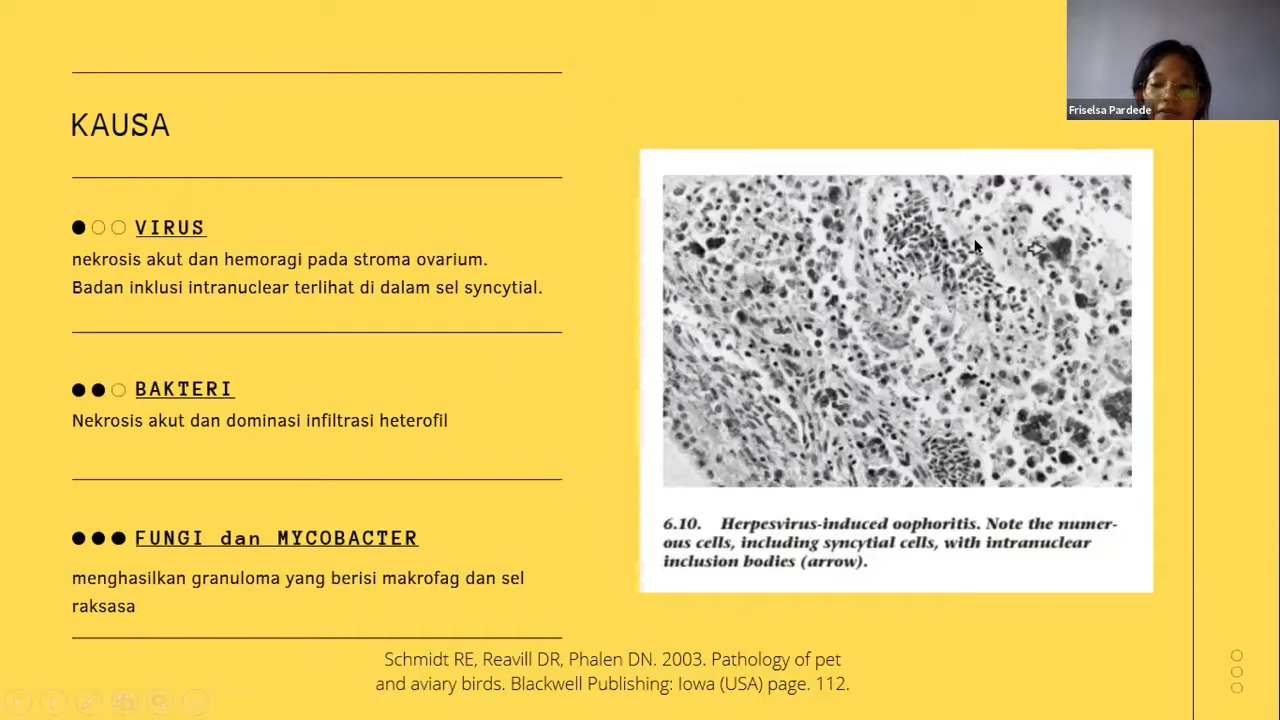 Friselsa Pardede
KAUSA
VIRUS
nekrosis akut dan hemoragi pada stroma ovarium.
Badan inklusi intranuclear terlihat di dalam sel syncytial.
BAKTERI
Nekrosis akut dan dominasi infiltrasi heterofil
FUNGI dan MYCOBACTER
menghasilkan granuloma yang berisi makrofag dan sel
raksasa
6.10. Herpesvirus-induced oophoritis. Note the numer-
ous cells, including syncytial cells, with intranuclear
inclusion bodies (arrow).
Schmidt RE, Reavill DR, Phalen DN. 2003. Pathology of pet
and aviary birds. Blackwell Publishing: Iowa (USA) page. 112.